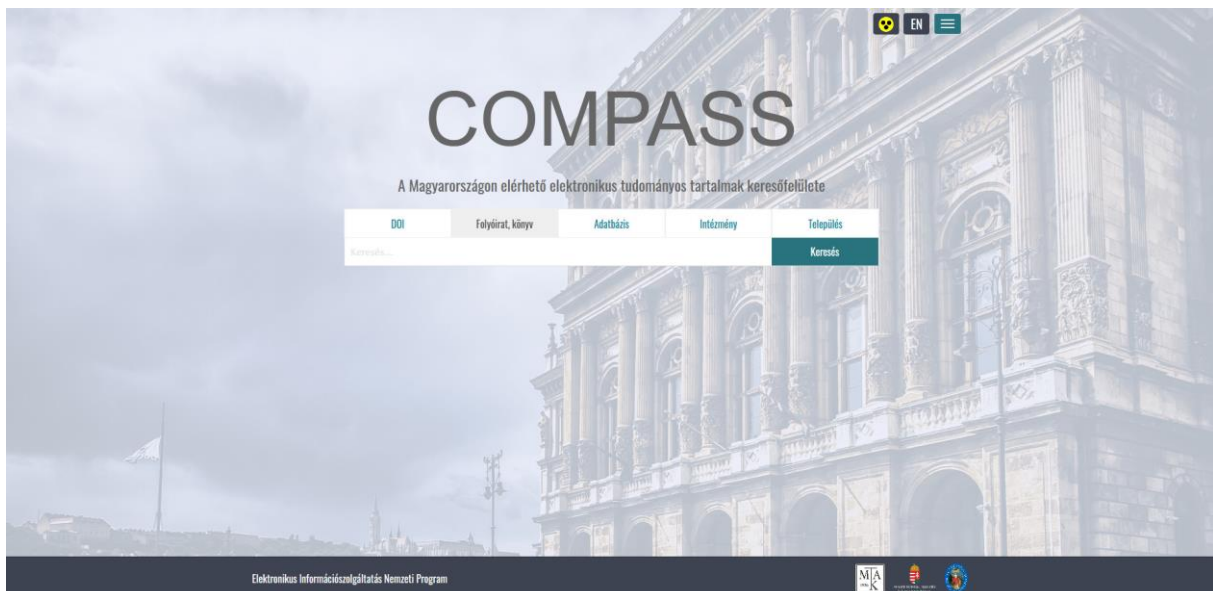 EN
COMPASS
A Magyarországon elérhető elektronikus tudományos tartalmak keresőfelülete
DOI Folyóirat, könyv Adatbázis Intézmény Település
Keresés... Keresés
Elektronikus Információszolgáltatás Nemzeti Program
M A
K